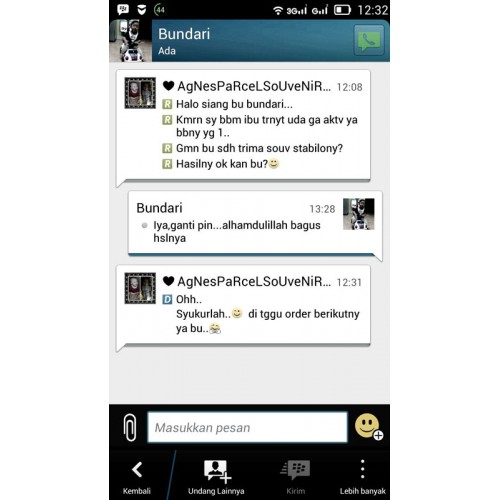 44
3G
G
12:32
Bundari
Ada
AgNesPaRceLSoUveNiR... 12:08
R Halo siang bu bundari...
R Kmrn sy bbm ibu trnyt uda ga aktv ya
bbny yg 1..
R Gmn bu sdh trima souv stabilony?
R Hasilny ok kan bu?
Bundari 13:28
Iya,ganti pin...alhamdulillah bagus
hslnya
AgNesPaRceLSoUveNiR... 12:31
D Ohh..
Syukurlah.. di tggu order berikutny
ya bu..
Masukkan pesan
Kembali
Undang Lainnya
Kirim
Lebih banyak